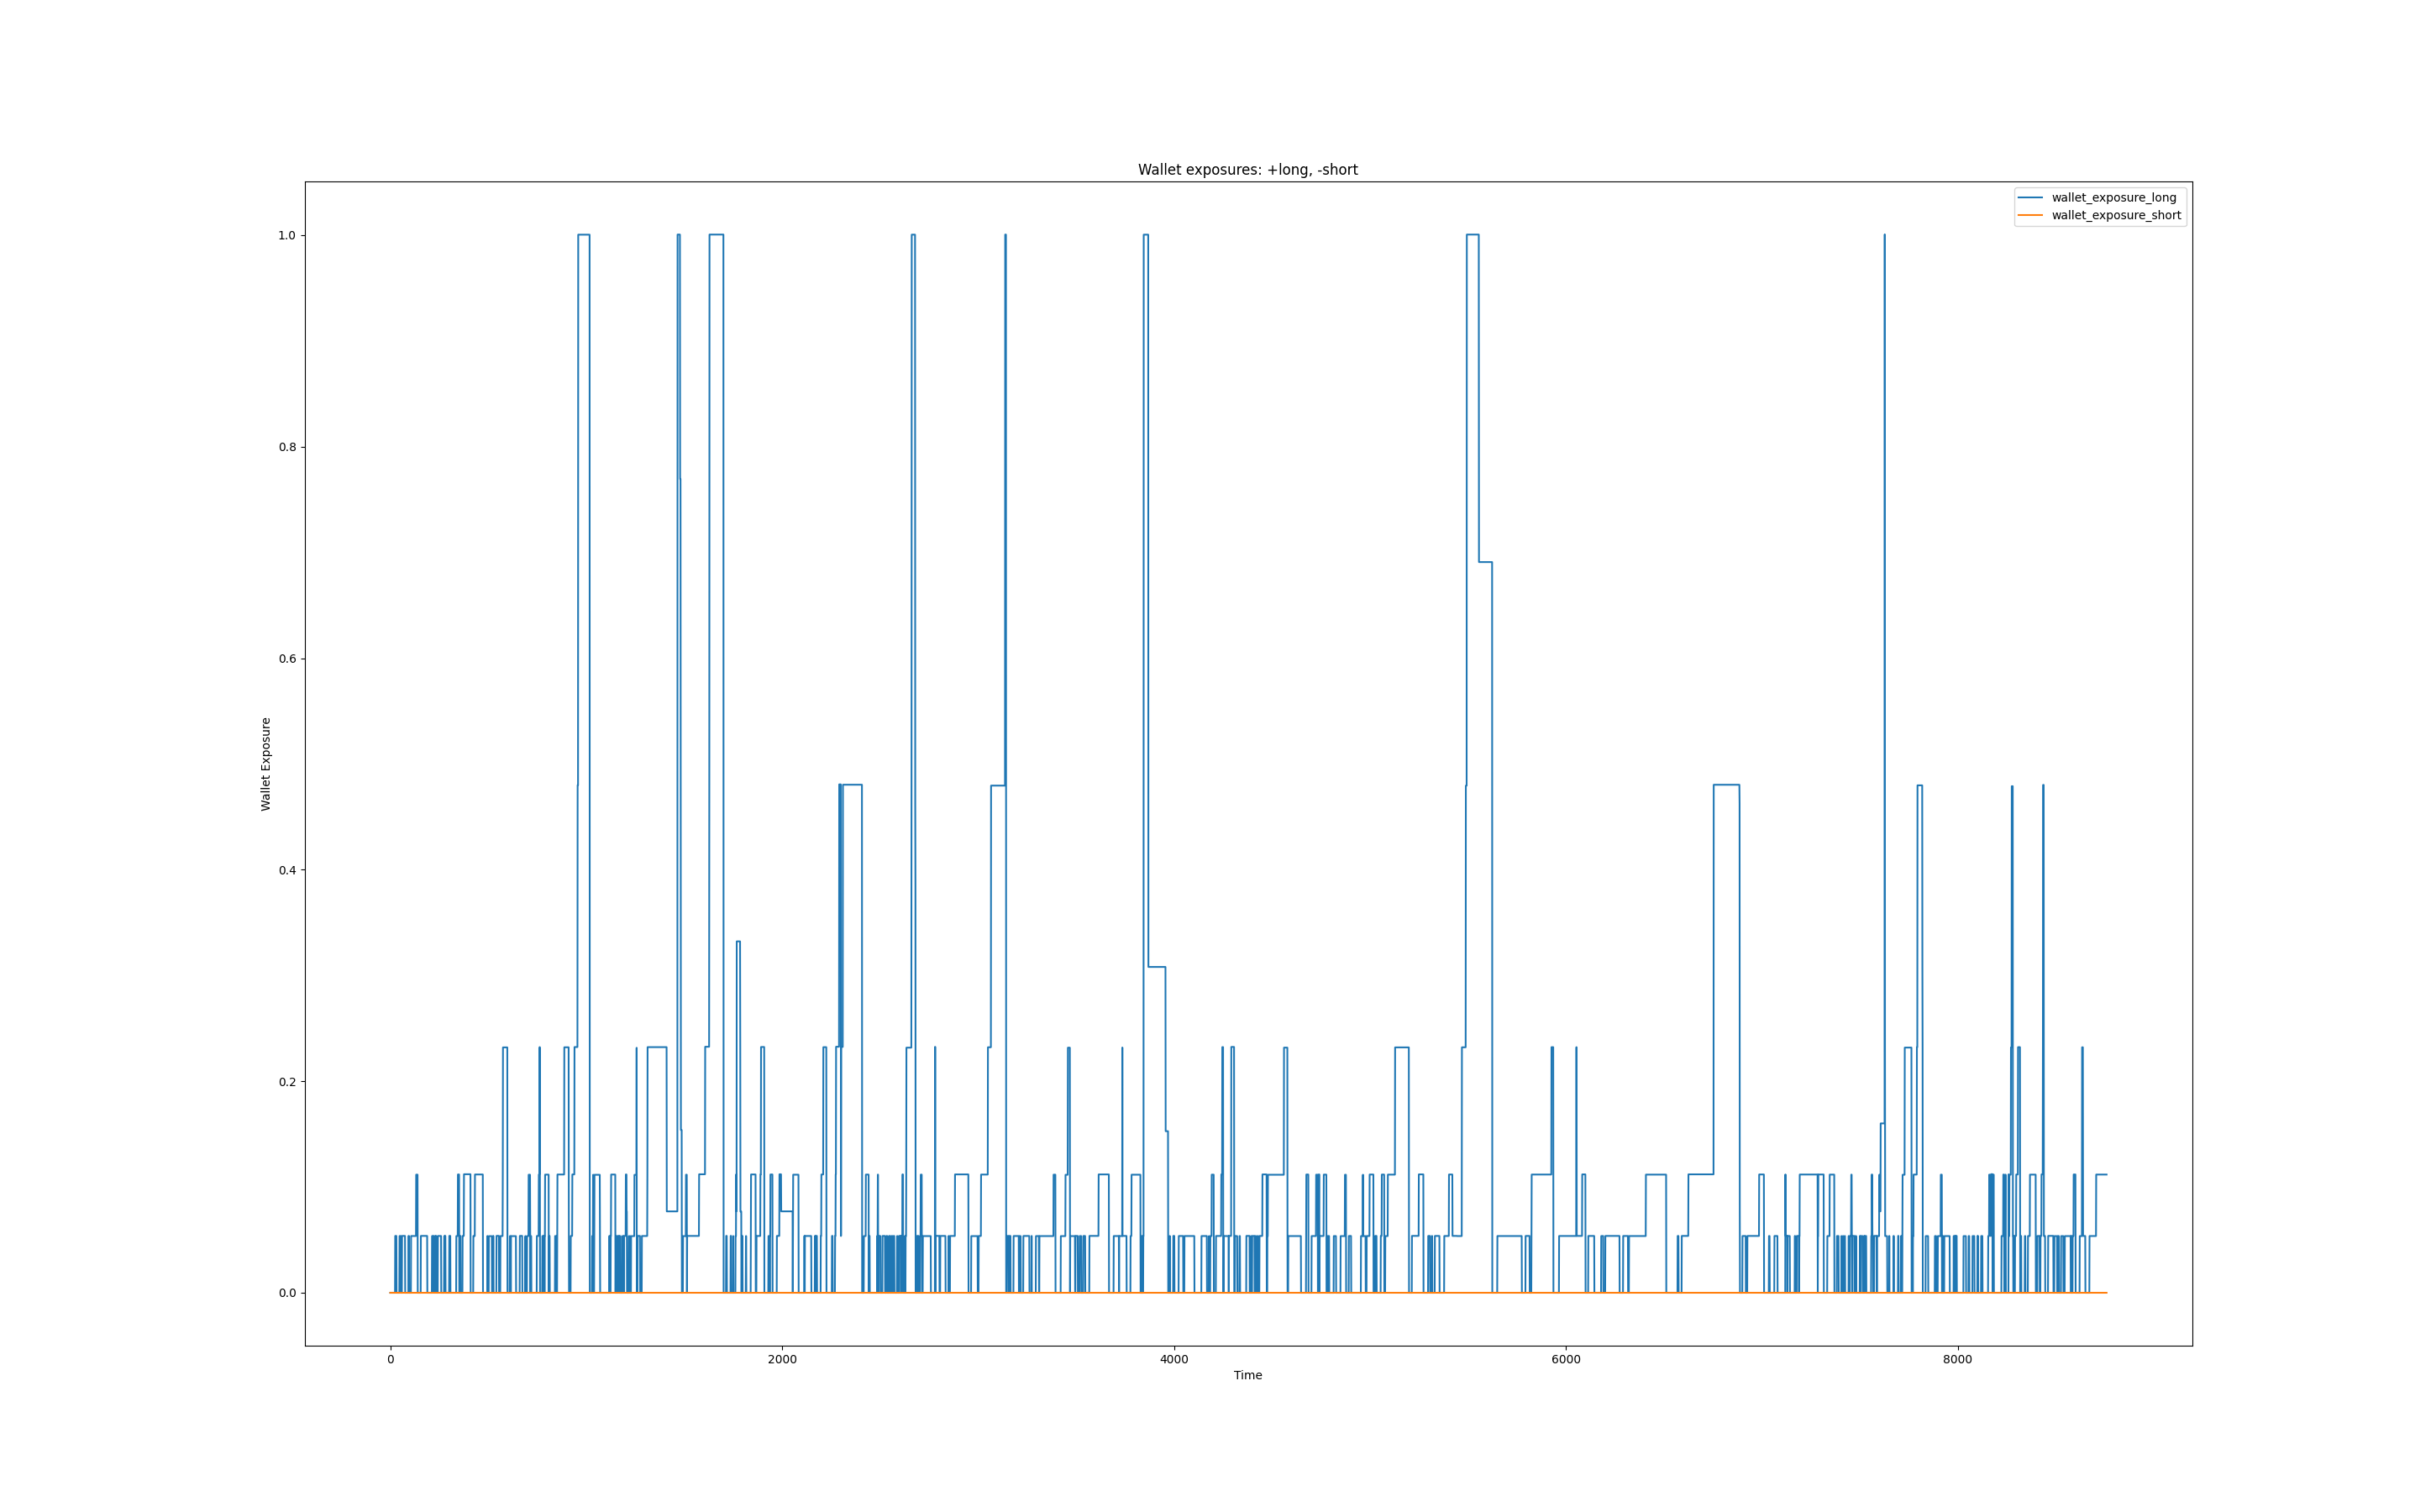 Wallet exposures: +long, -short
wallet_exposure_long
wallet_exposure_short
1.0
0.8
0.6
0.4
0.2
0.0
Wallet Exposure
0 2000 4000 6000 8000
Time